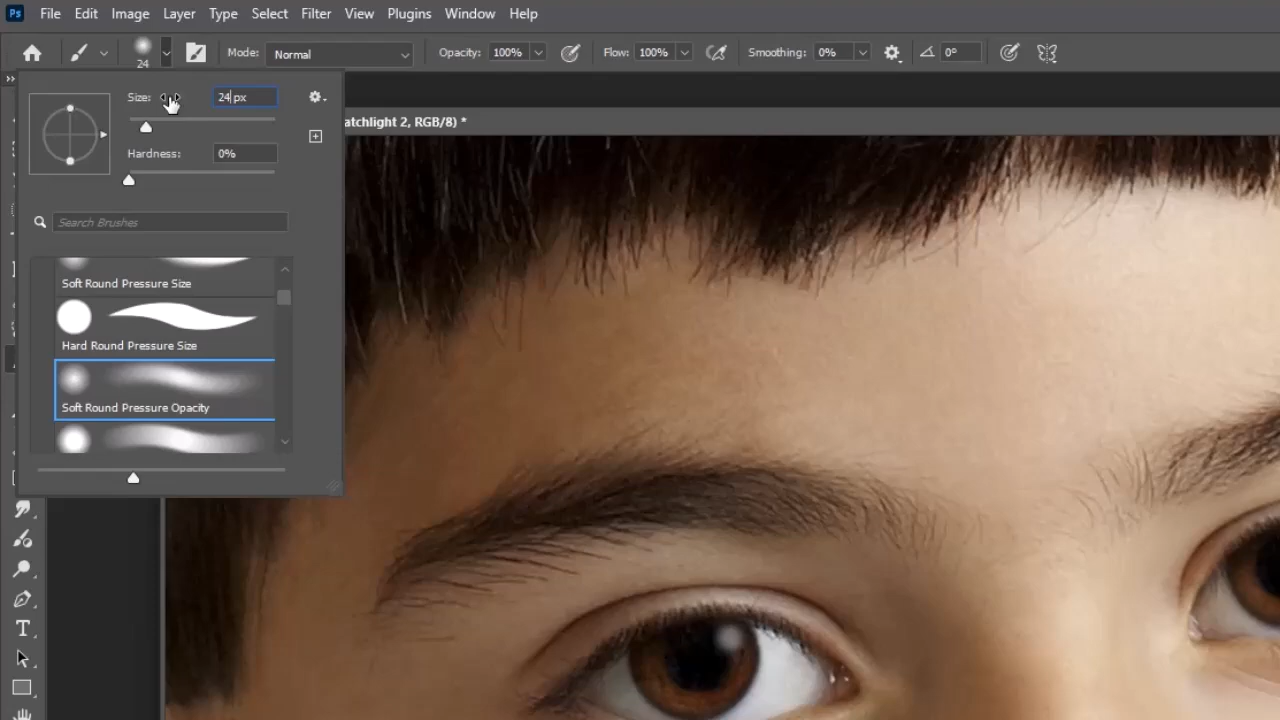 Ps File Edit Image Layer Type Select Filter View Plugins Window Help
24 Mode: Normal Opacity: 100% Flow: 100% Smoothing: 0% 0°
Size: 24 px
atchlight 2, RGB/8) *
Hardness: 0%
Search Brushes
Soft Round Pressure Size
Hard Round Pressure Size
Soft Round Pressure Opacity